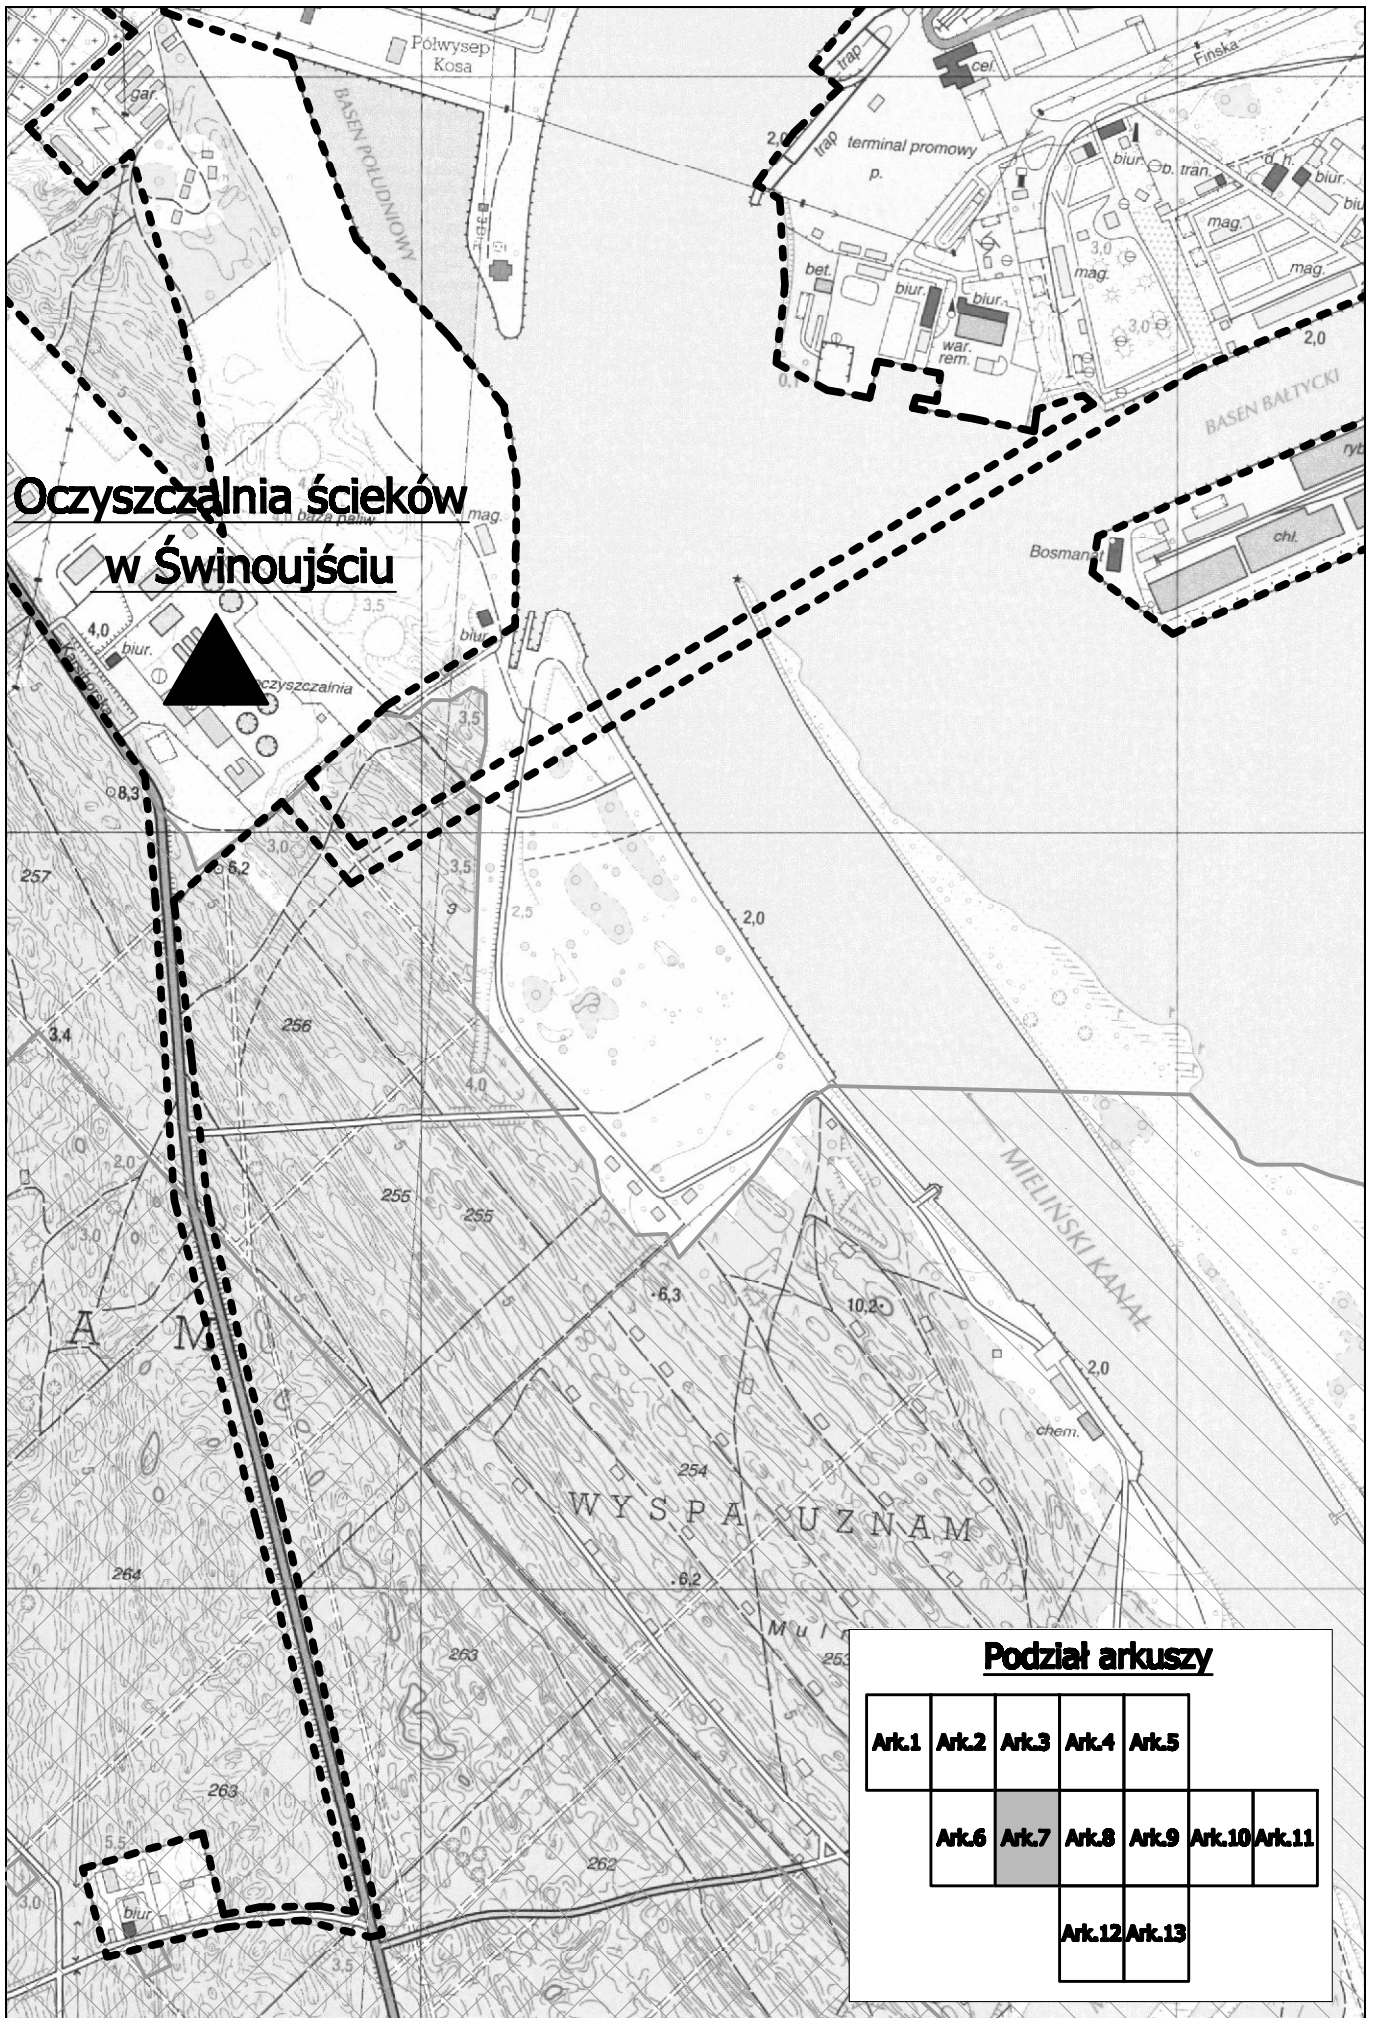 Półwysep
Kosa
cel.
trap
Fińska
gar.
BASEN POŁUDNIOWY
2,0
trap
terminal promowy
p.
biur.
b. tran.
d. h.
biur.
biu
mag.
3,0
bet.
mag.
mag.
biur.
biur.
3,0
war.
rem.
2,0
5
0.1
BASEN BAŁTYCKI
ryb
Oczyszczalnia ścieków
baza paliw
mag.
chł.
Bosmanat
w Świnoujściu
3,5
4,0
biur.
biur.
Karsiborska
oczyszczalnia
5
3,5
8,3
3,0
6,2
3,5
257
2,5
2,0
256
3,4
4,0
2,0
MIELIŃSKI KANAŁ
255
255
3,0
6,3
10,2
A M
2,0
chem.
254
WYSPA UZNAM
264
6,2
263
253
Podział arkuszy
Ark.1 Ark.2 Ark.3 Ark.4 Ark.5
263
Ark.6 Ark.7 Ark.8 Ark.9 Ark.10 Ark.11
5,5
262
3,0
biur
Ark.12 Ark.13
3,5